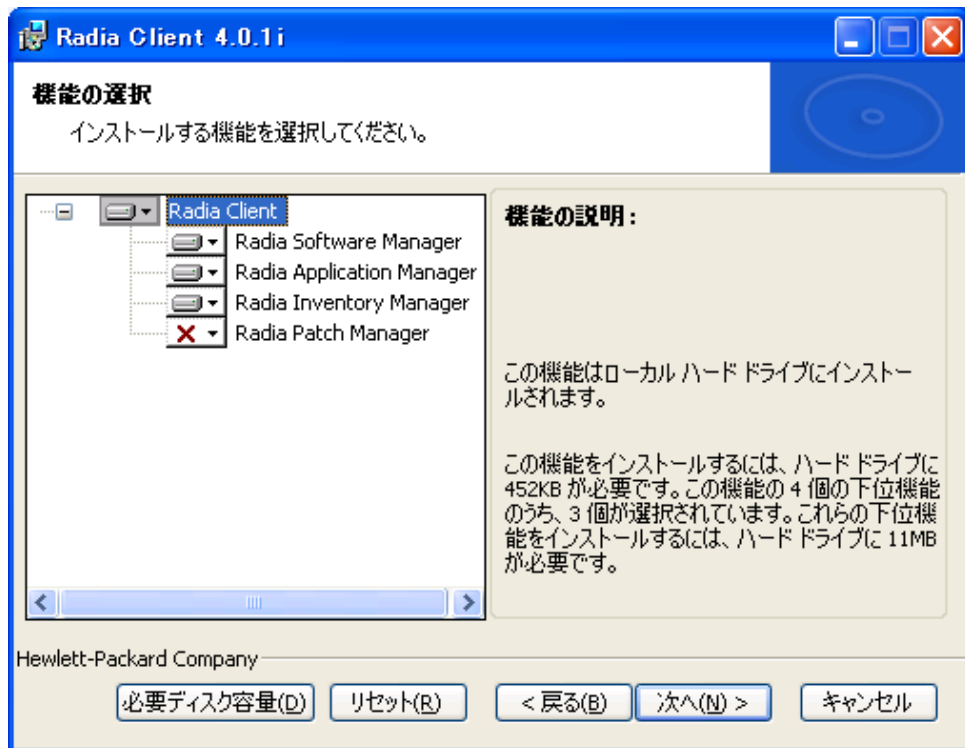 Radia Client 4.0.1i
機能の選択
インストールする機能を選択してください。
Radia Client
Radia Software Manager
Radia Application Manager
Radia Inventory Manager
Radia Patch Manager
機能の説明:
この機能はローカル ハード ドライブにインストー
ルされます。
この機能をインストールするには、ハード ドライブに
452KB が必要です。この機能の 4 個の下位機能
のうち、3 個が選択されています。これらの下位機
能をインストールするには、ハード ドライブに 11MB
が必要です。
Hewlett-Packard Company
必要ディスク容量(D)
リセット(R)
< 戻る(B)
次へ(N) >
キャンセル